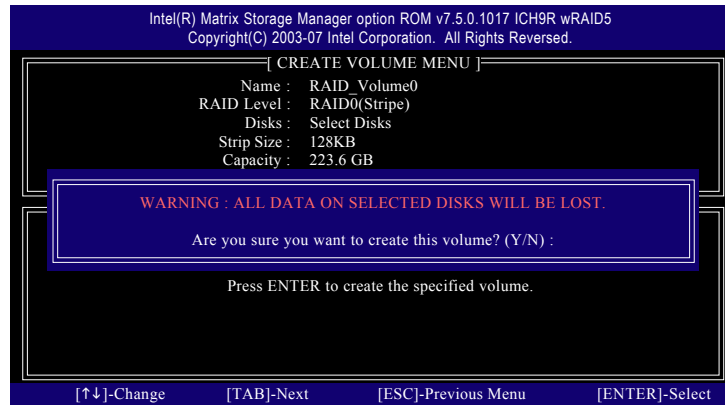 Intel(R) Matrix Storage Manager option ROM v7.5.0.1017 ICH9R wRAID5
Copyright(C) 2003-07 Intel Corporation. All Rights Reversed.
[ CREATE VOLUME MENU ]
Name : RAID_Volume0
RAID Level : RAID0(Stripe)
Disks : Select Disks
Strip Size : 128KB
Capacity : 223.6 GB
WARNING : ALL DATA ON SELECTED DISKS WILL BE LOST.
Are you sure you want to create this volume? (Y/N) :
Press ENTER to create the specified volume.
[↑↓]-Change [TAB]-Next [ESC]-Previous Menu [ENTER]-Select